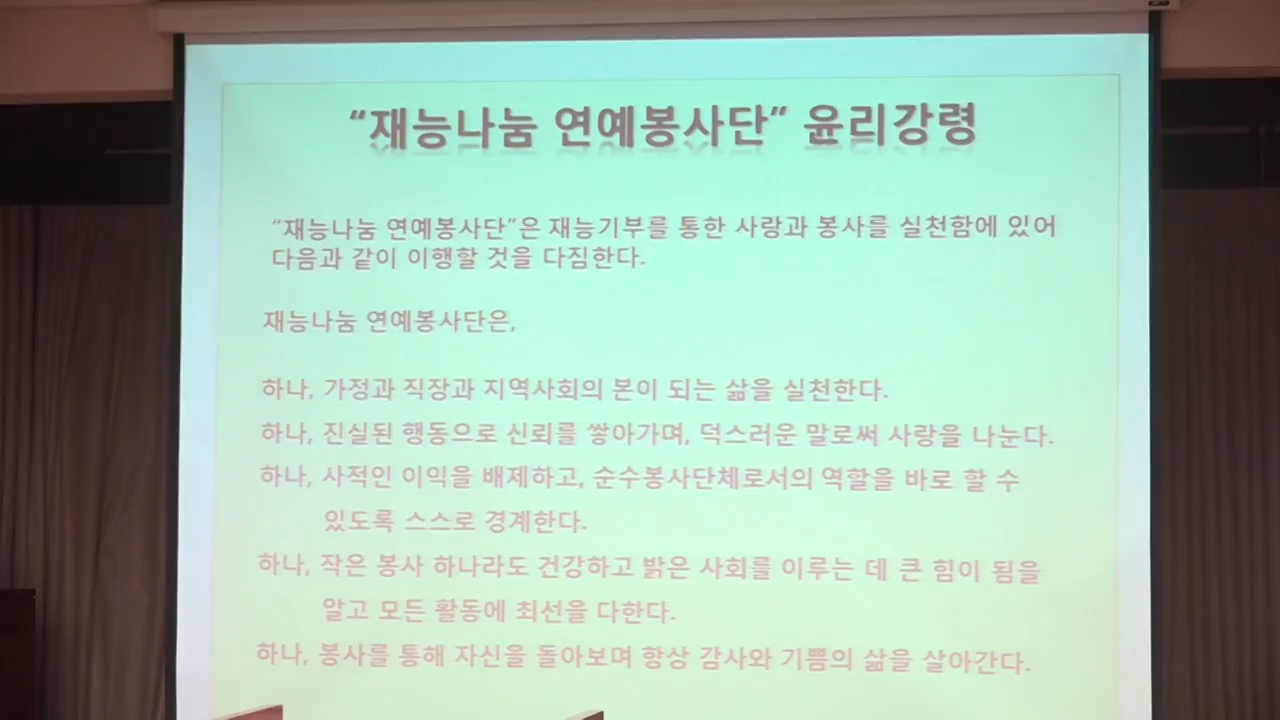 “재능나눔 연예봉사단” 윤리강령
“재능나눔 연예봉사단”은 재능기부를 통한 사랑과 봉사를 실천함에 있어
다음과 같이 이행할 것을 다짐한다.
재능나눔 연예봉사단은,
하나, 가정과 직장과 지역사회의 본이 되는 삶을 실천한다.
하나, 진실된 행동으로 신뢰를 쌓아가며, 덕스러운 말로써 사랑을 나눈다.
하나, 사적인 이익을 배제하고, 순수봉사단체로서의 역할을 바로 할 수
있도록 스스로 경계한다.
하나, 작은 봉사 하나라도 건강하고 밝은 사회를 이루는 데 큰 힘이 됨을
알고 모든 활동에 최선을 다한다.
하나, 봉사를 통해 자신을 돌아보며 항상 감사와 기쁨의 삶을 살아간다.